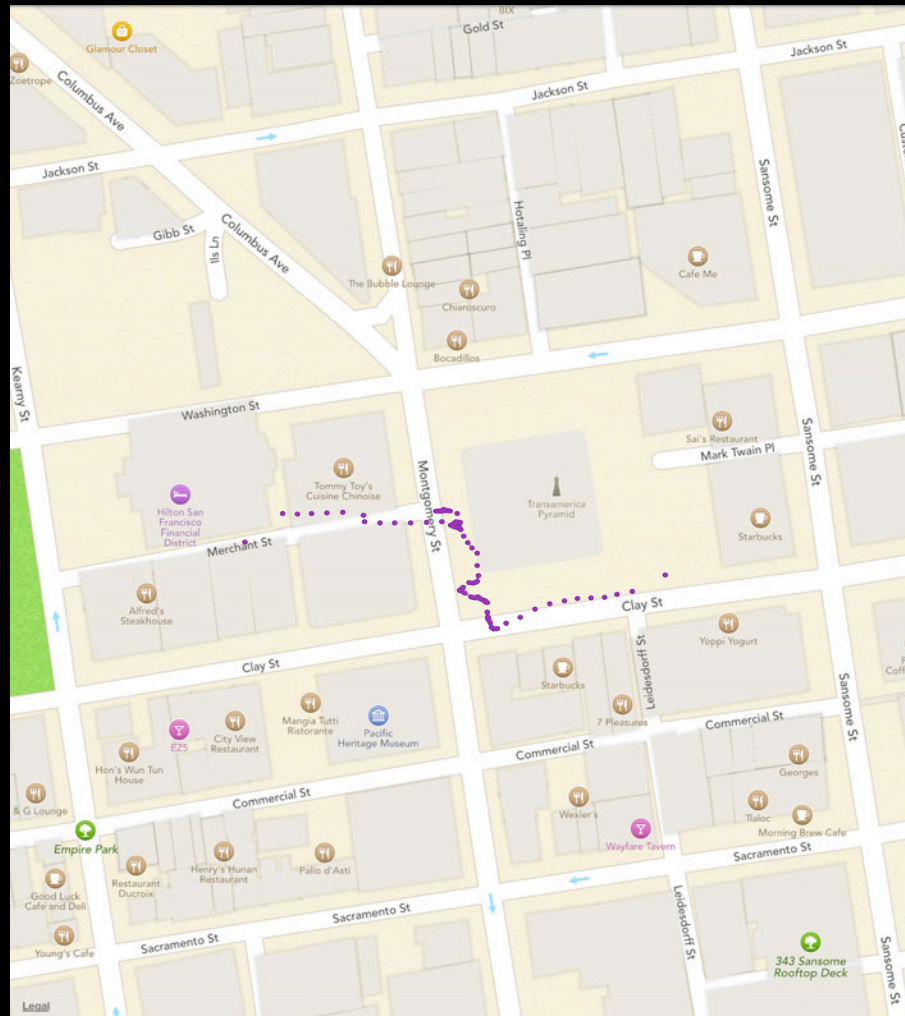 BIX
Gold St
Glamour Closet
Zoetrope
Columbus Ave
Jackson St
Jackson St
Jackson St
Sansome St
Hotaling Pl
Gibb St
Ils Ln
Columbus Ave
The Bubble Lounge
Chiaroscuro
Cafe Me
Bocadillos
Kearny St
Washington St
Sai's Restaurant
Mark Twain Pl
Sansome St
Tommy Toy's
Cuisine Chinoise
Montgomery St
Transamerica
Pyramid
Hilton San
Francisco
Financial
District
Starbucks
Merchant St
Alfred's
Steakhouse
Clay St
Clay St
Yoppi Yogurt
Leidesdorff St
Starbucks
7 Pleasures
Mangia Tutti
Ristorante
Pacific
Heritage Museum
EZ5
City View
Restaurant
Hon's Wun Tun
House
Commercial St
Commercial St
Sansome St
Georges
Commercial St
& G Lounge
Wexler's
Tlaloc
Morning Brew Cafe
Wayfare Tavern
Empire Park
Restaurant
Ducroix
Henry's Hunan
Restaurant
Palio d'Asti
Sacramento St
Good Luck
Cafe and Deli
Sacramento St
Leidesdorff St
Young's Cafe
Sacramento St
343 Sansome
Rooftop Deck
Sansome St
Legal